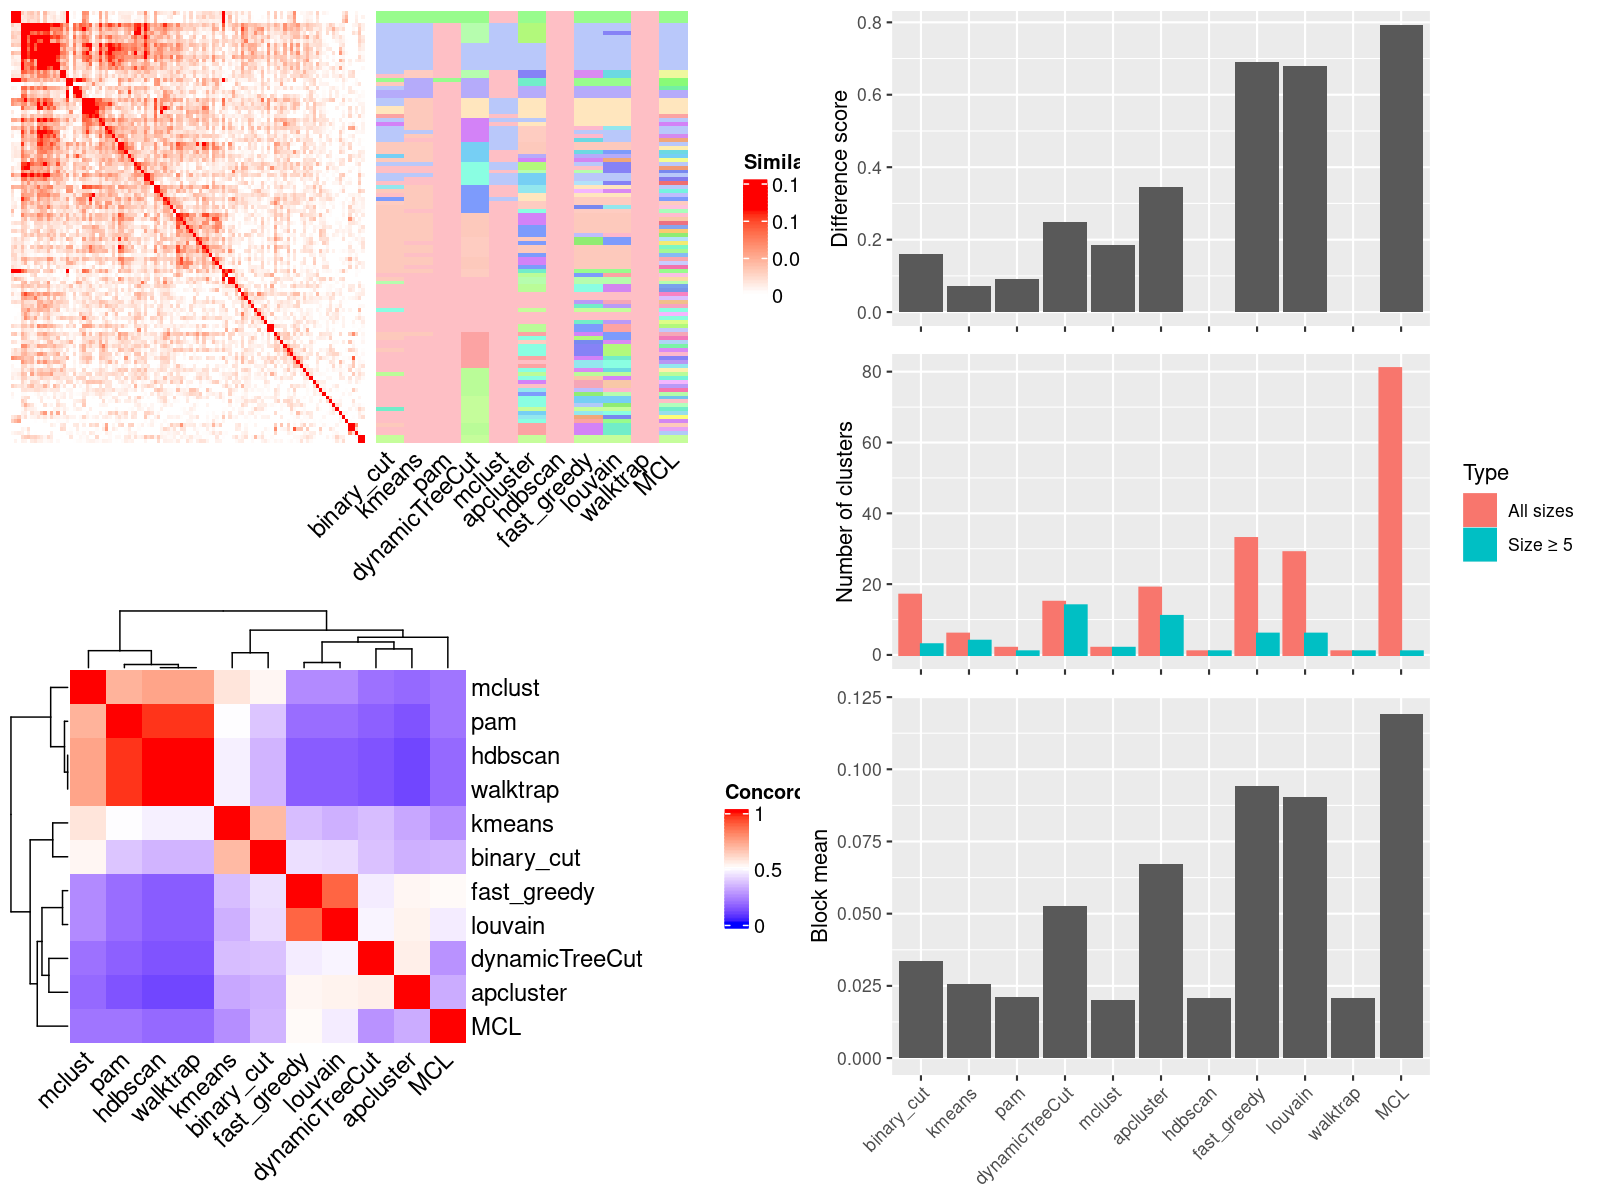 Simila
0.1
0.1
0.0
0
binary_cut
kmeans
pam
dynamicTreeCut
mclust
apcluster
hdbscan
fast_greedy
louvain
walktrap
MCL
mclust
pam
hdbscan
walktrap
kmeans
binary_cut
fast_greedy
louvain
dynamicTreeCut
apcluster
MCL
mclust
pam
hdbscan
walktrap
kmeans
binary_cut
fast_greedy
louvain
dynamicTreeCut
apcluster
MCL
Concord
1
0.5
0
Difference score
0.8
0.6
0.4
0.2
0.0
Number of clusters
80
60
40
20
0
Type
All sizes
Size ≥ 5
Block mean
0.125
0.100
0.075
0.050
0.025
0.000
binary_cut
kmeans
pam
dynamicTreeCut
mclust
apcluster
hdbscan
fast_greedy
louvain
walktrap
MCL